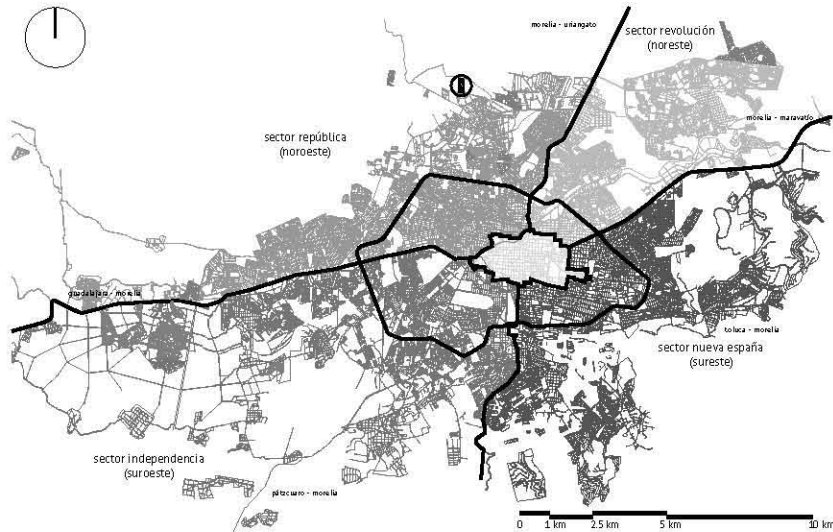 morelia - uriangato
sector revolución
(noreste)
morelia - maravatío
sector república
(noroeste)
guadalajara - morelia
toluca - morelia
sector nueva españa
(sureste)
sector independencia
(suroeste)
pátzcuaro - morelia
0 1 km 2.5 km 5 km 10 km